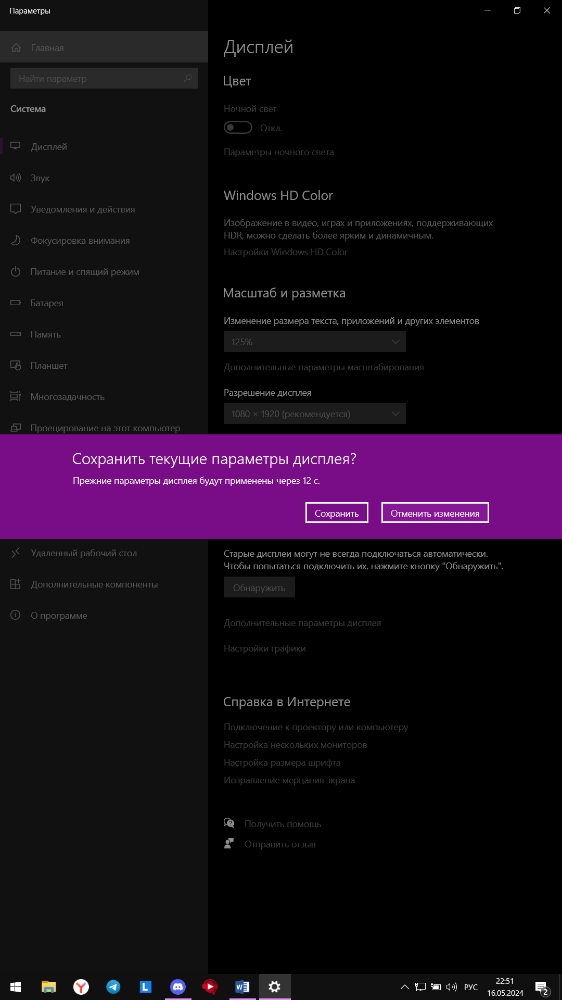 Параметры
Главная
Найти параметр
Система
Дисплей
Звук
Уведомления и действия
Фокусировка внимания
Питание и спящий режим
Батарея
Память
Планшет
Многозадачность
Проецирование на этот компьютер
Дисплей
Цвет
Ночной свет
Откл.
Параметры ночного света
Windows HD Color
Изображение в видео, играх и приложениях, поддерживающих
HDR, можно сделать более ярким и динамичным.
Настройки Windows HD Color
Масштаб и разметка
Изменение размера текста, приложений и других элементов
125%
Дополнительные параметры масштабирования
Разрешение дисплея
1080 × 1920 (рекомендуется)
Сохранить текущие параметры дисплея?
Прежние параметры дисплея будут применены через 12 с.
Сохранить
Отменить изменения
Удаленный рабочий стол
Дополнительные компоненты
О программе
Старые дисплеи могут не всегда подключаться автоматически.
Чтобы попытаться подключить их, нажмите кнопку "Обнаружить".
Обнаружить
Дополнительные параметры дисплея
Настройки графики
Справка в Интернете
Подключение к проектору или компьютеру
Настройка нескольких мониторов
Настройка размера шрифта
Исправление мерцания экрана
Получить помощь
Отправить отзыв
L
W
РУС
22:51
16.05.2024
2